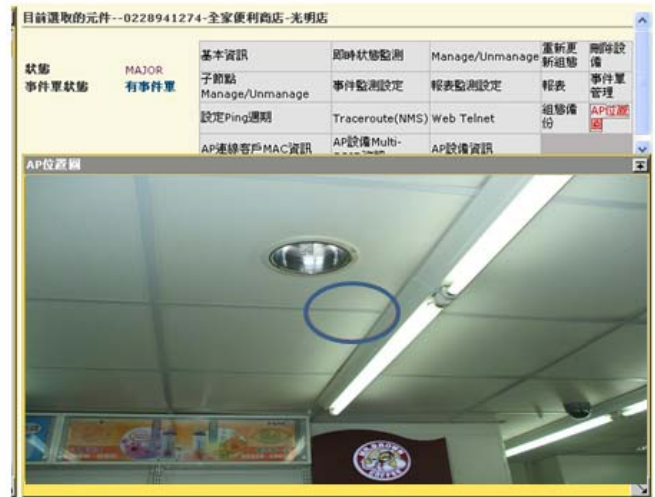 目前選取的元件--0228941274-全家便利商店-光明店
狀態 MAJOR
事件單狀態 有事件單
基本資訊 即時狀態監測 Manage/Unmanage 重新更新組態 刪除設備
子節點 Manage/Unmanage 事件監測設定 報表監測設定 報表 事件單管理
設定Ping週期 Traceroute(NMS) Web Telnet 組態備份 AP位置圖
AP連線客戶MAC資訊 AP設備Multi- AP設備資訊
AP位置圖
MR.BROWN
COFFEE